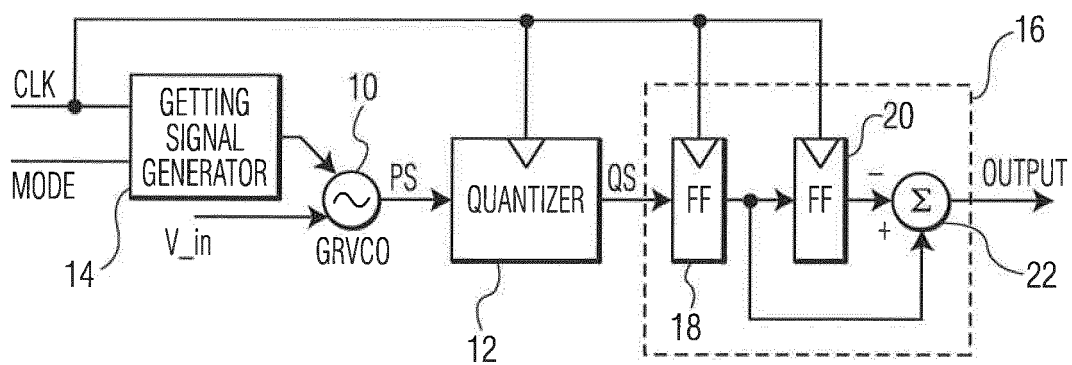 CLK
MODE
GETTING
SIGNAL
GENERATOR
14
V_in
10
GRVCO
PS
QUANTIZER
12
QS
FF
18
FF
20
−
+
Σ
22
16
OUTPUT